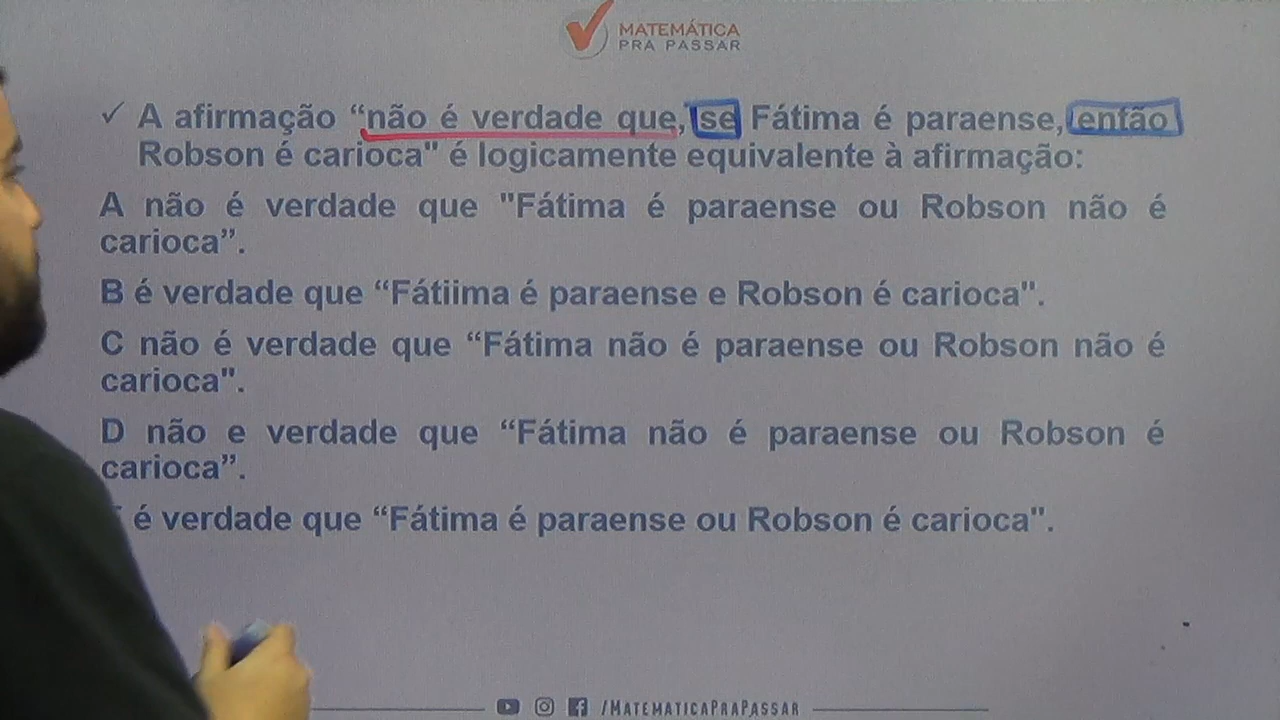 MATEMÁTICA
PRA PASSAR
✓ A afirmação “não é verdade que, se Fátima é paraense, então
Robson é carioca" é logicamente equivalente à afirmação:
A não é verdade que "Fátima é paraense ou Robson não é
carioca”.
B é verdade que “Fátiima é paraense e Robson é carioca".
C não é verdade que “Fátima não é paraense ou Robson não é
carioca".
D não e verdade que “Fátima não é paraense ou Robson é
carioca”.
é verdade que “Fátima é paraense ou Robson é carioca".
/MATEMATICAPRAPASSAR